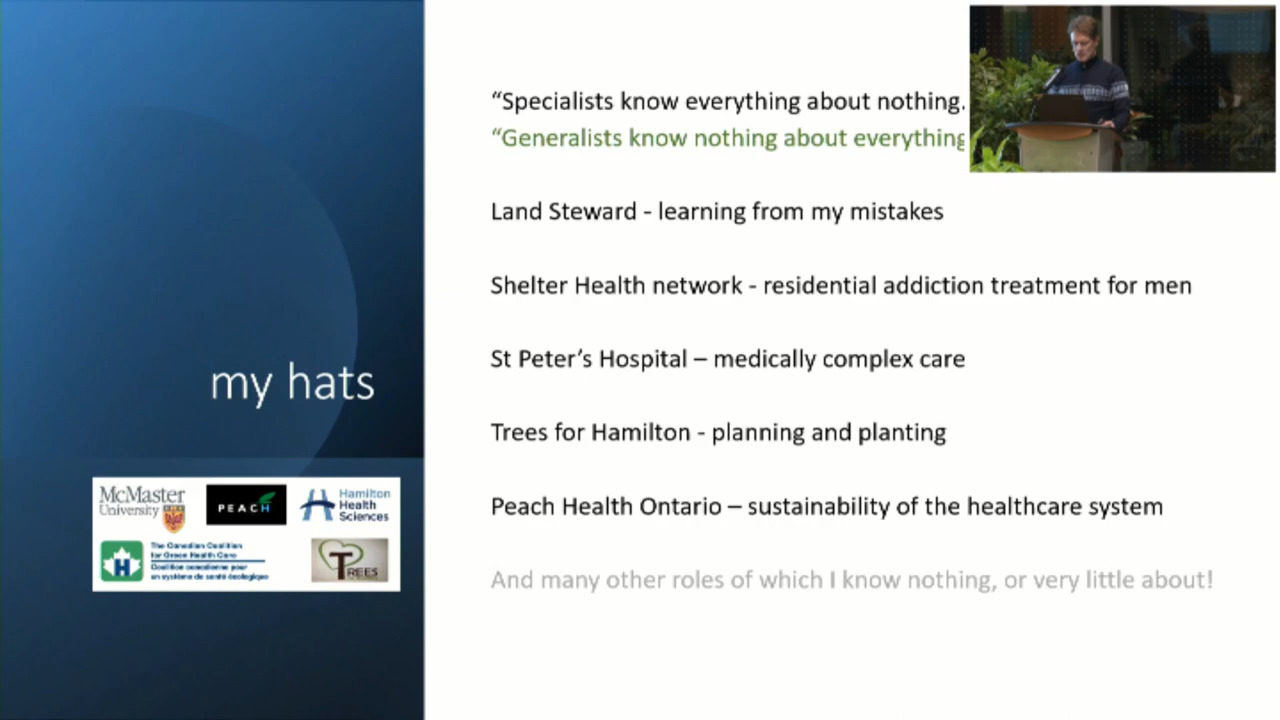 “Specialists know everything about nothing.
“Generalists know nothing about everything
Land Steward - learning from my mistakes
Shelter Health network - residential addiction treatment for men
St Peter’s Hospital – medically complex care
Trees for Hamilton - planning and planting
Peach Health Ontario – sustainability of the healthcare system
And many other roles of which I know nothing, or very little about!
my hats
McMaster
University
PEACH
Hamilton
Health
Sciences
The Canadian Coalition
for Green Health Care
Coalition canadienne pour
un système de santé écologique
H
TREES